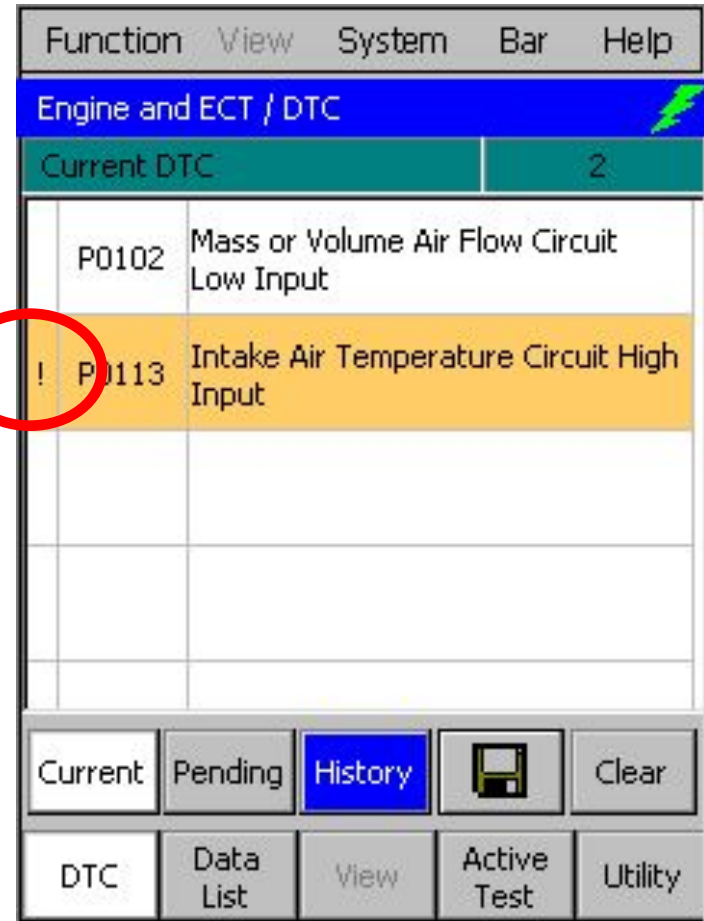 Function View System Bar Help
Engine and ECT / DTC
Current DTC 2
P0102 Mass or Volume Air Flow Circuit
Low Input
! P0113 Intake Air Temperature Circuit High
Input
Current Pending History Clear
DTC Data List View Active Test Utility